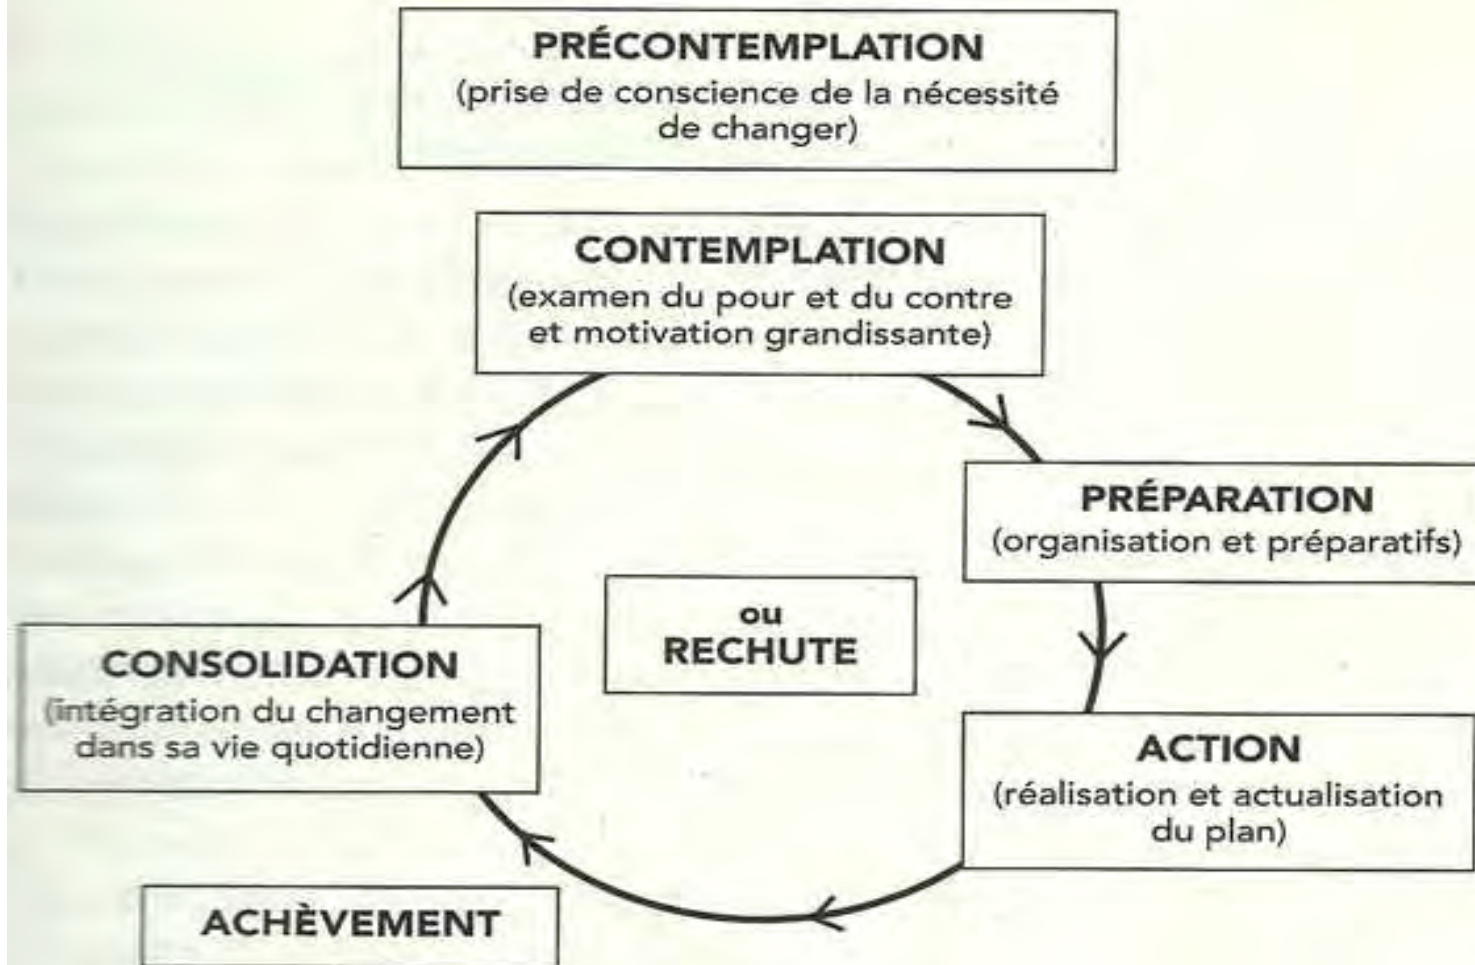 PRÉCONTEMPLATION
(prise de conscience de la nécessité
de changer)
CONTEMPLATION
(examen du pour et du contre
et motivation grandissante)
PRÉPARATION
(organisation et préparatifs)
ou
RECHUTE
CONSOLIDATION
(intégration du changement
dans sa vie quotidienne)
ACTION
(réalisation et actualisation
du plan)
ACHÈVEMENT